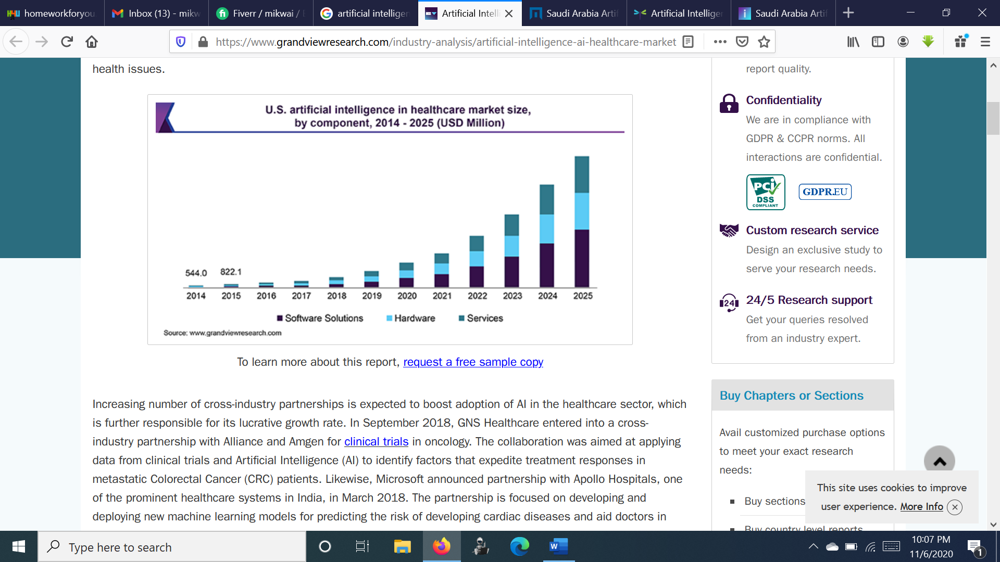 homeworkforyou
Inbox (13) - mikw
Fiverr / mikwai /
artificial intelligen
Artificial Intelli
Saudi Arabia Artif
Artificial Intelligen
Saudi Arabia Artif
https://www.grandviewresearch.com/industry-analysis/artificial-intelligence-ai-healthcare-market
health issues.
U.S. artificial intelligence in healthcare market size,
by component, 2014 - 2025 (USD Million)
544.0 822.1
2014 2015 2016 2017 2018 2019 2020 2021 2022 2023 2024 2025
Software Solutions Hardware Services
Source: www.grandviewresearch.com
To learn more about this report, request a free sample copy
Increasing number of cross-industry partnerships is expected to boost adoption of AI in the healthcare sector, which
is further responsible for its lucrative growth rate. In September 2018, GNS Healthcare entered into a cross-
industry partnership with Alliance and Amgen for clinical trials in oncology. The collaboration was aimed at applying
data from clinical trials and Artificial Intelligence (AI) to identify factors that expedite treatment responses in
metastatic Colorectal Cancer (CRC) patients. Likewise, Microsoft announced partnership with Apollo Hospitals, one
of the prominent healthcare systems in India, in March 2018. The partnership is focused on developing and
deploying new machine learning models for predicting the risk of developing cardiac diseases and aid doctors in
report quality.
Confidentiality
We are in compliance with
GDPR & CCPR norms. All
interactions are confidential.
PCI
DSS
COMPLIANT
GDPR.EU
Custom research service
Design an exclusive study to
serve your research needs.
24
24/5 Research support
Get your queries resolved
from an industry expert.
Buy Chapters or Sections
Avail customized purchase options
to meet your exact research
needs:
Buy sections
Buy country level reports
This site uses cookies to improve
user experience. More Info
Type here to search
10:07 PM
11/6/2020
1